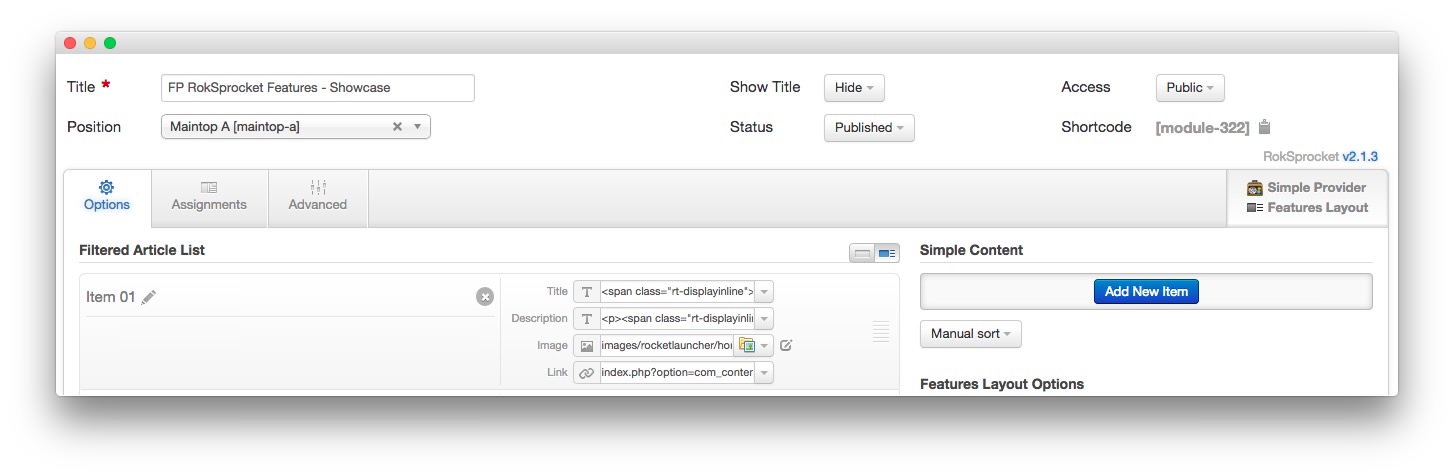 Title * FP RokSprocket Features - Showcase Show Title Hide Access Public
Position Maintop A [maintop-a] Status Published Shortcode [module-322]
RokSprocket v2.1.3
Options Assignments Advanced
Simple Provider
Features Layout
Filtered Article List
Item 01
Title <span class="rt-displayinline">
Description <p><span class="rt-displayinli
Image images/rocketlauncher/ho
Link index.php?option=com_conter
Simple Content
Add New Item
Manual sort
Features Layout Options